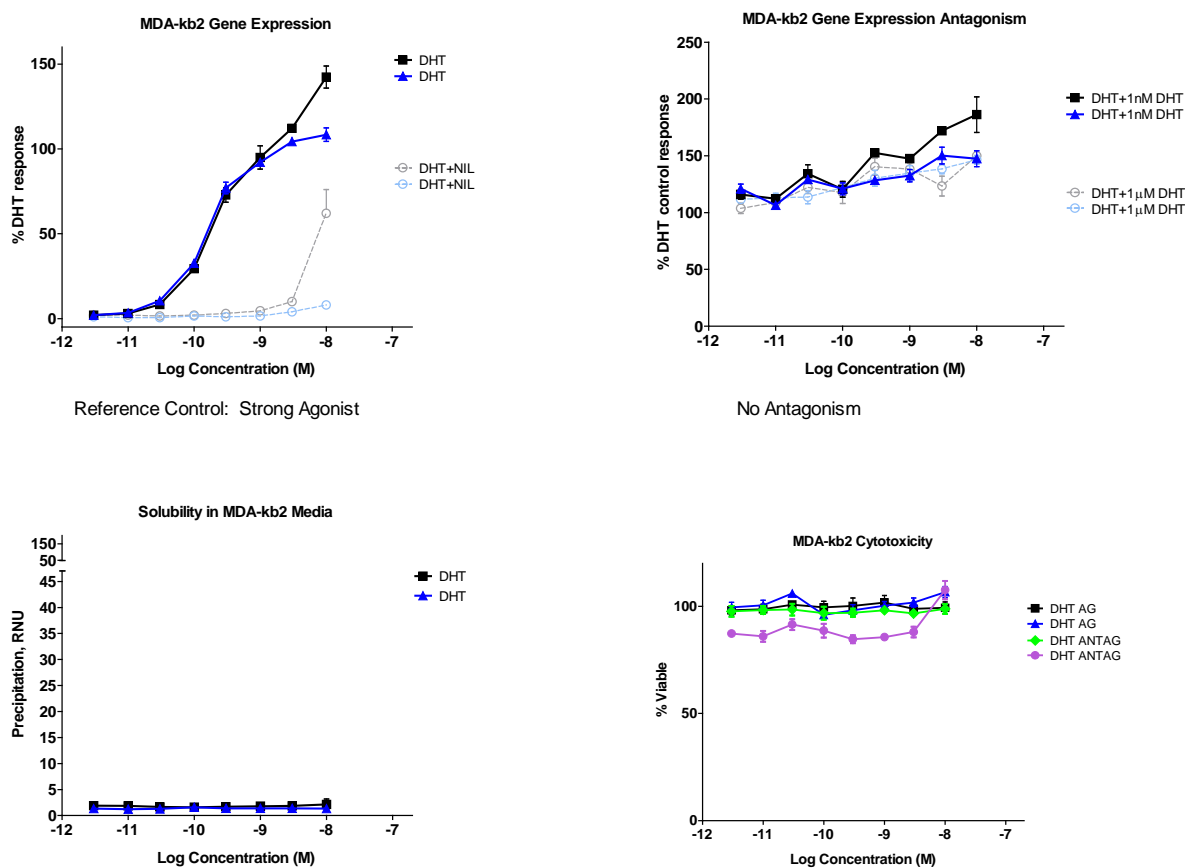 MDA-kb2 Gene Expression
150
100
50
0
% DHT response
-12 -11 -10 -9 -8 -7
Log Concentration (M)
DHT
DHT
DHT+NIL
DHT+NIL
Reference Control: Strong Agonist
MDA-kb2 Gene Expression Antagonism
250
200
150
100
50
0
% DHT control response
-12 -11 -10 -9 -8 -7
Log Concentration (M)
DHT+1nM DHT
DHT+1nM DHT
DHT+1μM DHT
DHT+1μM DHT
No Antagonism
Solubility in MDA-kb2 Media
150
50
45
40
35
30
25
20
15
10
5
0
Precipitation, RNU
-12 -11 -10 -9 -8 -7
Log Concentration (M)
DHT
DHT
MDA-kb2 Cytotoxicity
100
50
0
% Viable
-12 -11 -10 -9 -8 -7
Log Concentration (M)
DHT AG
DHT AG
DHT ANTAG
DHT ANTAG